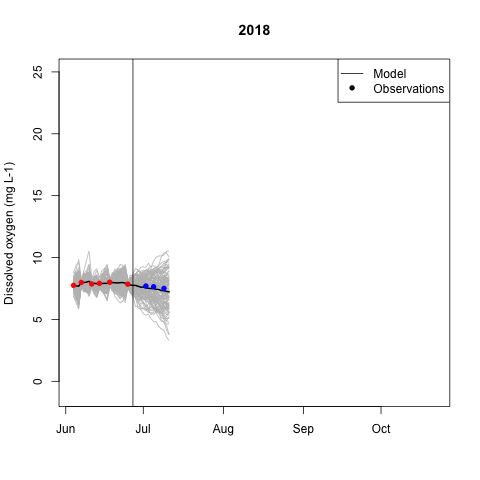 2018
Model
Observations
Dissolved oxygen (mg L-1)
25
20
15
10
5
0
Jun
Jul
Aug
Sep
Oct